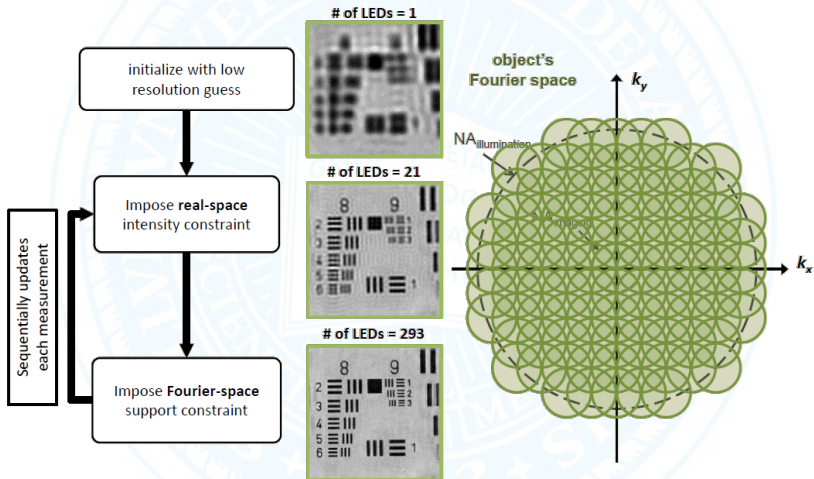 # of LEDs = 1
initialize with low
resolution guess
# of LEDs = 21
8 9
2 1
3 2
4 3
5
6 1
Impose real-space
intensity constraint
Sequentially updates
each measurement
Impose Fourier-space
support constraint
# of LEDs = 293
8 9
2 1
3 2
4 3
5
6 1
object's
Fourier space
ky
NAillumination
kx